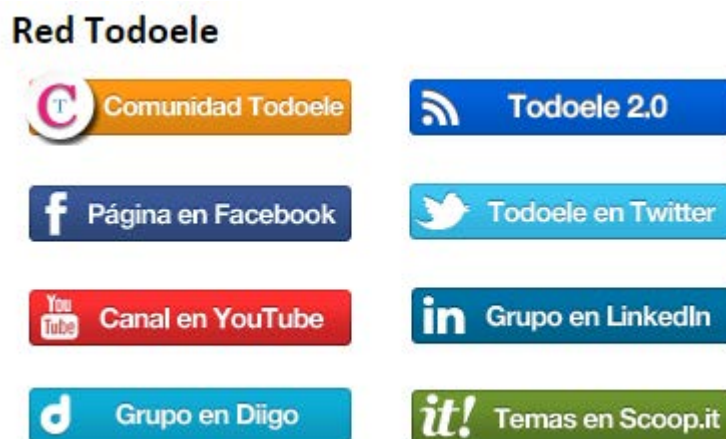 Red Todoele
CT Comunidad Todoele
Todoele 2.0
f Página en Facebook
Todoele en Twitter
You Tube Canal en YouTube
in Grupo en LinkedIn
d Grupo en Diigo
it! Temas en Scoop.it